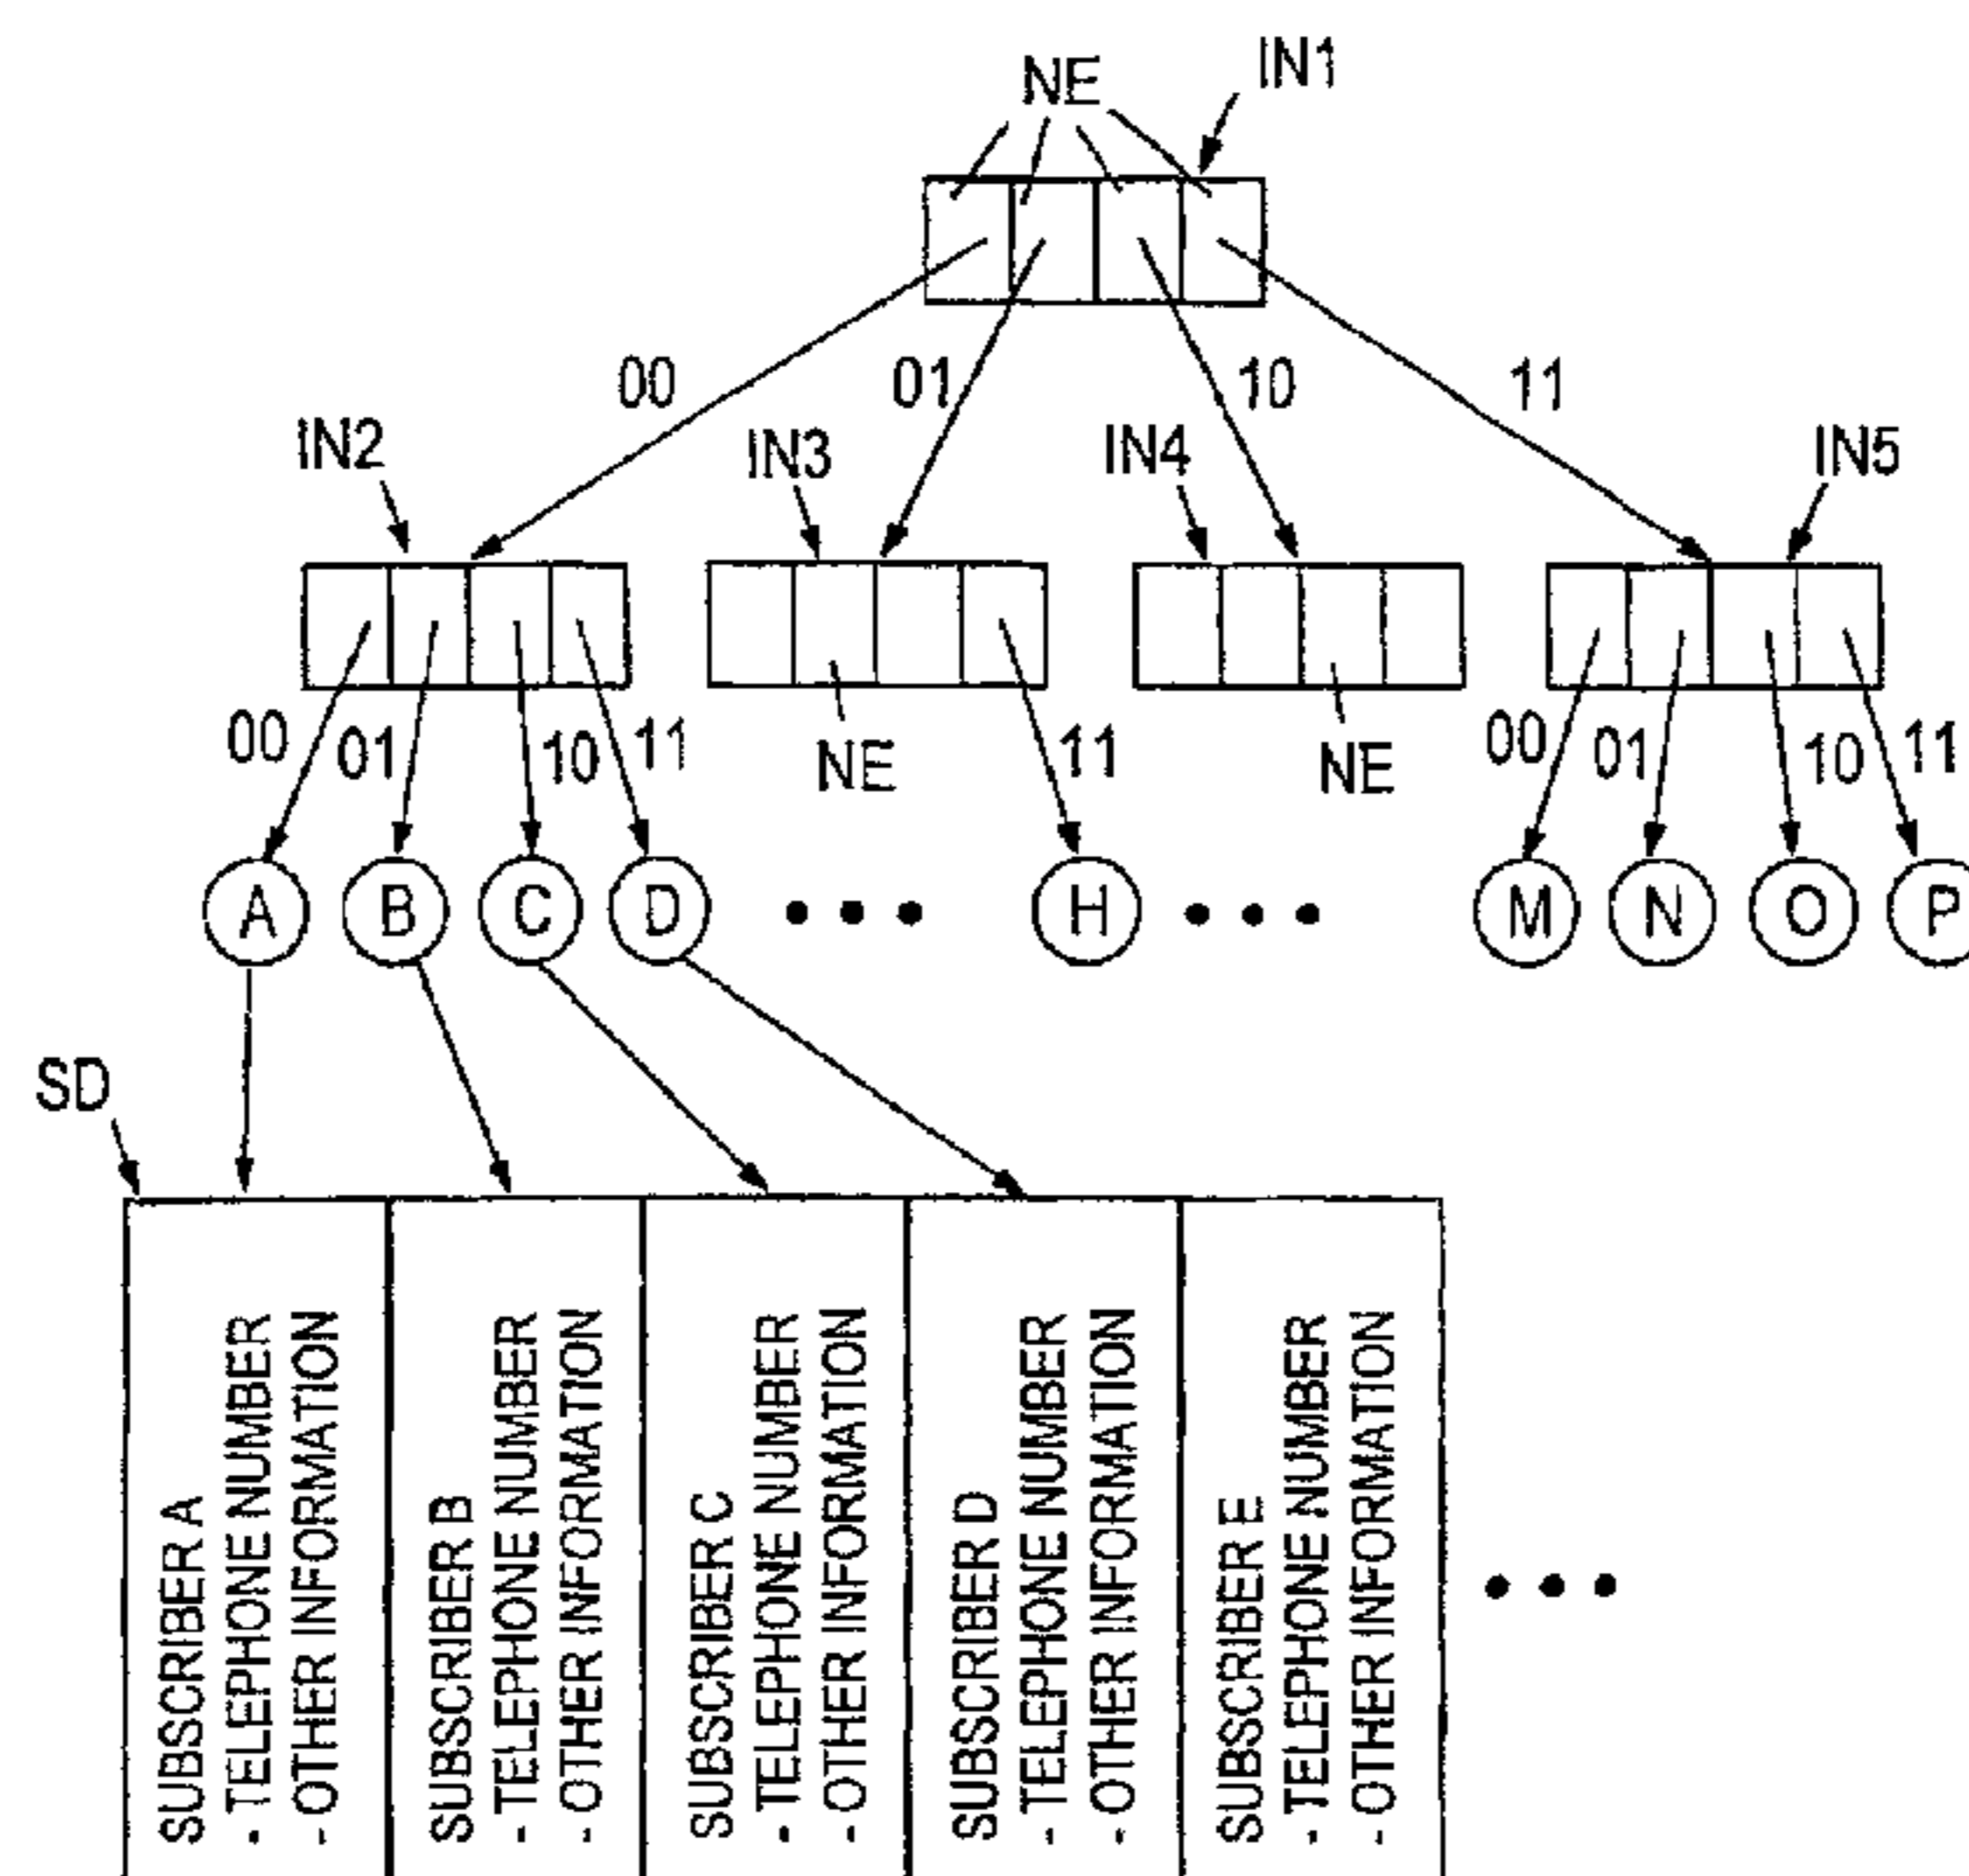 NE IN1
00 01 10 11
IN2 IN3 IN4 IN5
00 01 10 11 NE 11 NE 00 01 10 11
A B C D H M N O P
SD
SUBSCRIBER A
- TELEPHONE NUMBER
- OTHER INFORMATION
SUBSCRIBER B
- TELEPHONE NUMBER
- OTHER INFORMATION
SUBSCRIBER C
- TELEPHONE NUMBER
- OTHER INFORMATION
SUBSCRIBER D
- TELEPHONE NUMBER
- OTHER INFORMATION
SUBSCRIBER E
- TELEPHONE NUMBER
- OTHER INFORMATION